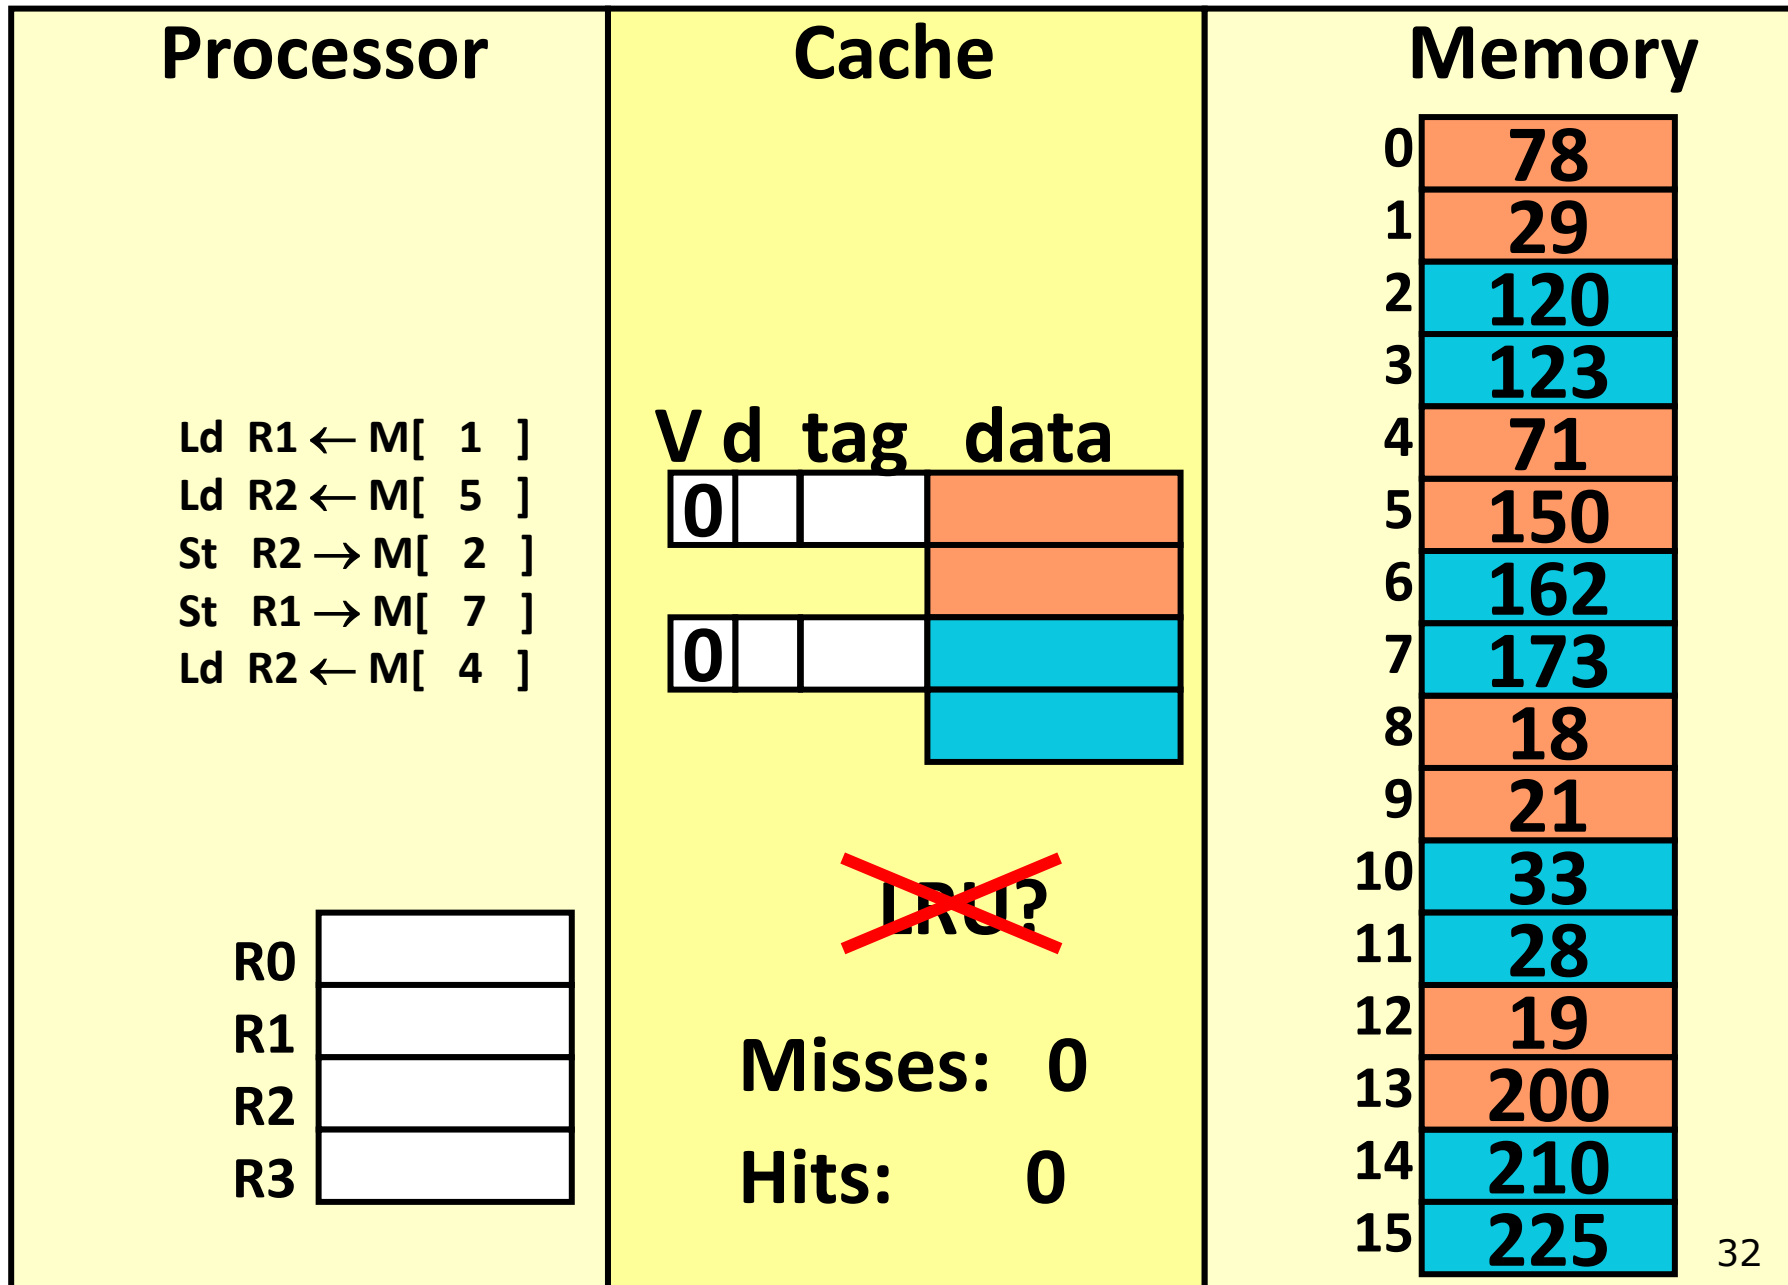 Processor
Ld R1 ← M[ 1 ]
Ld R2 ← M[ 5 ]
St R2 → M[ 2 ]
St R1 → M[ 7 ]
Ld R2 ← M[ 4 ]
R0
R1
R2
R3
Cache
V d tag data
0
0
LRU?
Misses: 0
Hits: 0
Memory
0 78
1 29
2 120
3 123
4 71
5 150
6 162
7 173
8 18
9 21
10 33
11 28
12 19
13 200
14 210
15 225
32